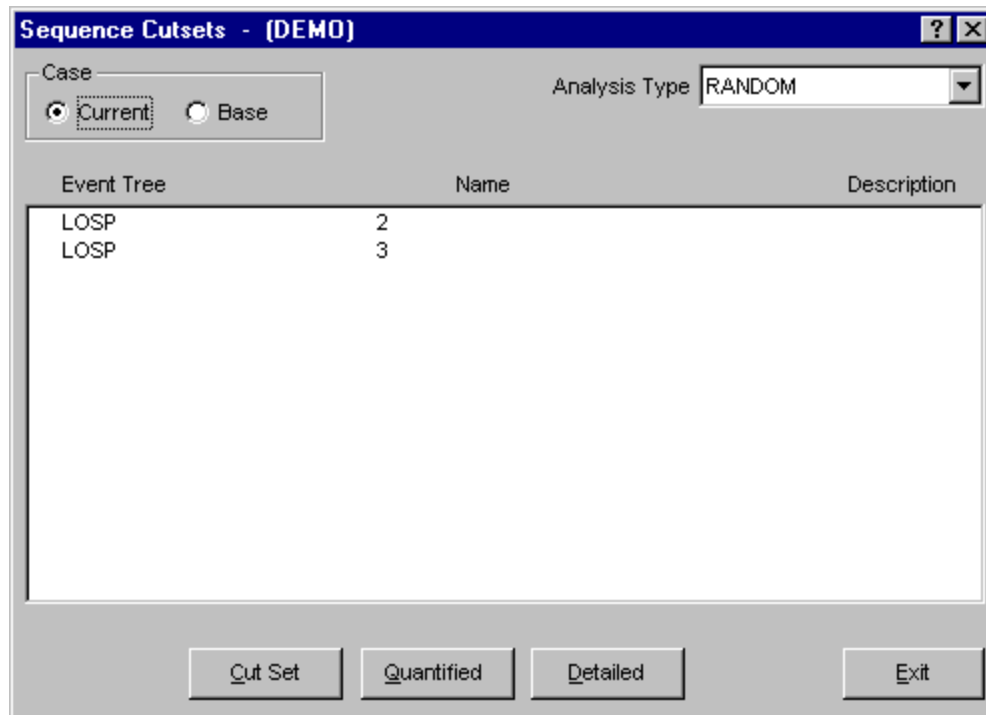 Sequence Cutsets - (DEMO)
Case
Current Base
Analysis Type RANDOM
Event Tree Name Description
LOSP 2
LOSP 3
Cut Set Quantified Detailed Exit